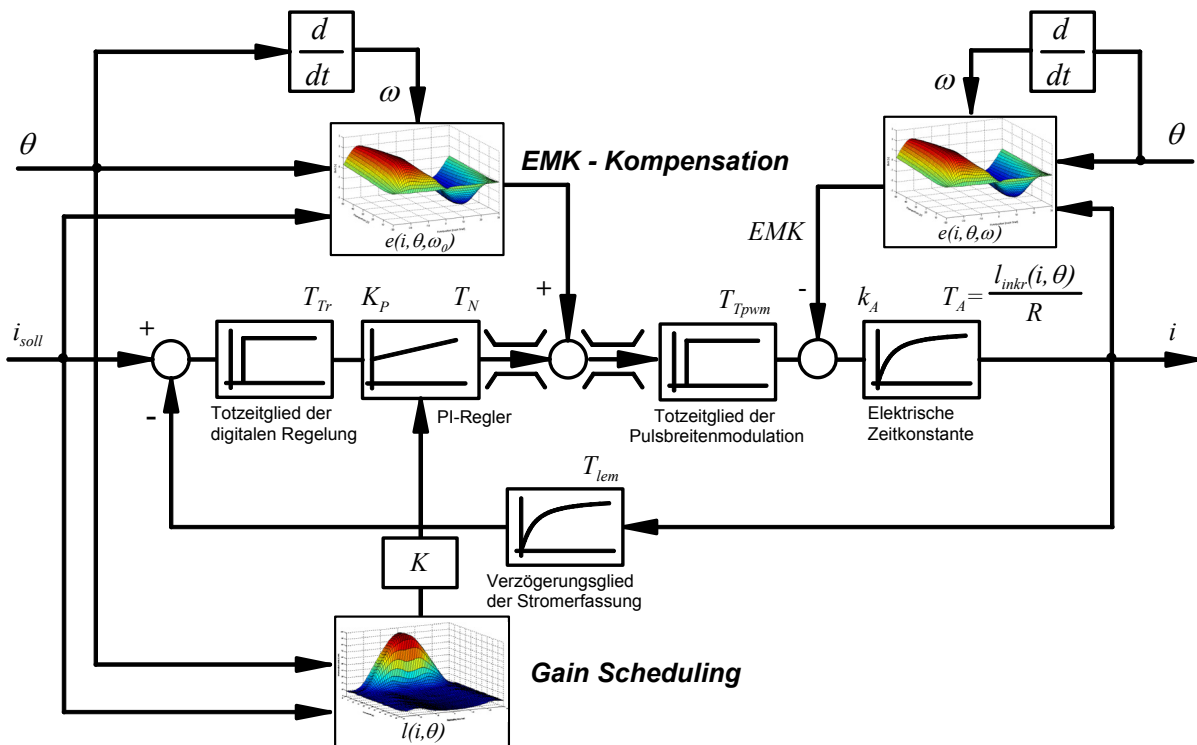 d
dt
ω
θ
EMK - Kompensation
e(i,θ,ω₀)
d
dt
ω
θ
e(i,θ,ω)
EMK
i_soll
+
-
T_Tr
K_P
T_N
+
T_Tpwm
-
k_A
T_A = l_inkr(i,θ)
R
i
Totzeitglied der
digitalen Regelung
PI-Regler
Totzeitglied der
Pulsbreitenmodulation
Elektrische
Zeitkonstante
T_lem
K
Verzögerungsglied
der Stromerfassung
Gain Scheduling
l(i,θ)